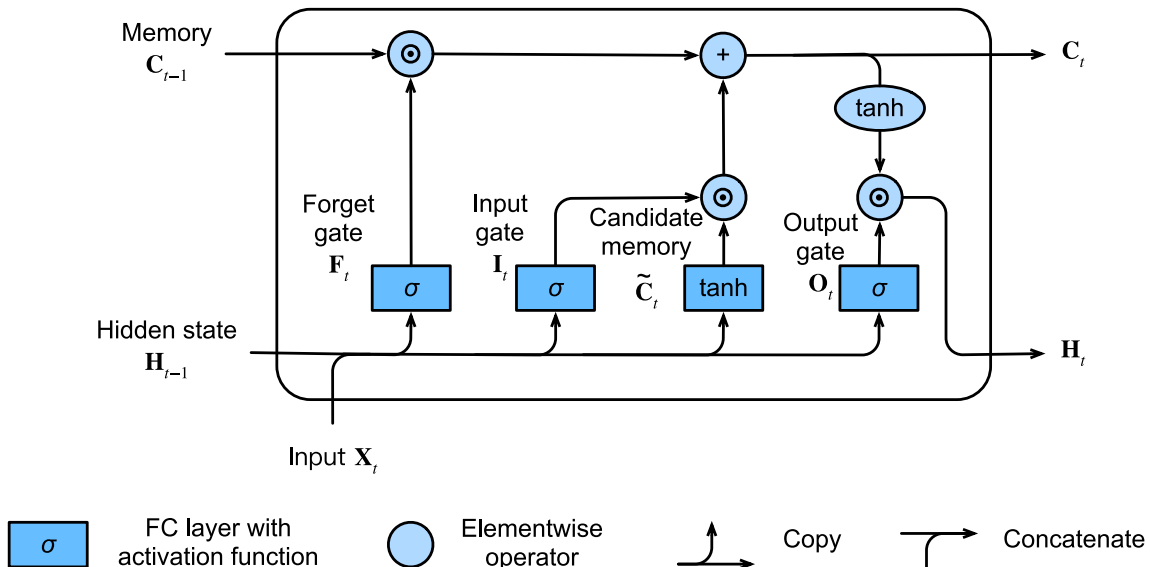 Memory
C_{t-1}
⊙
+
C_t
tanh
Forget
gate
F_t
Input
gate
I_t
Candidate
memory
C̃_t
⊙
Output
gate
O_t
⊙
σ
σ
tanh
σ
Hidden state
H_{t-1}
H_t
Input X_t
σ
FC layer with
activation function
Elementwise
operator
Copy
Concatenate